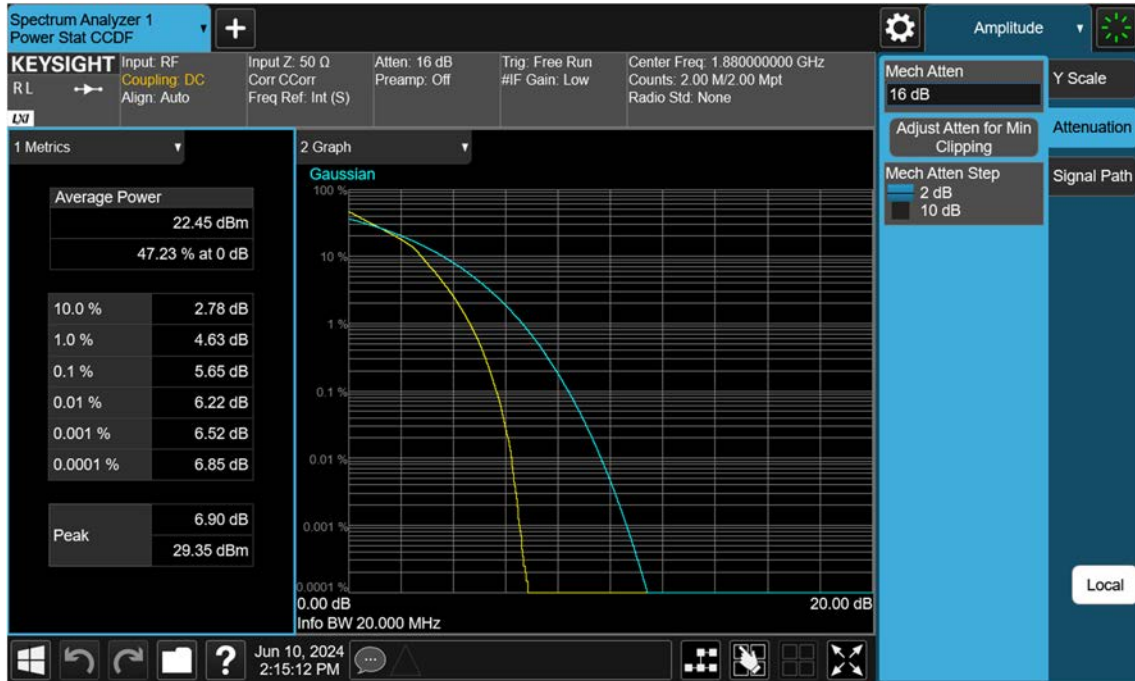 Spectrum Analyzer 1
Power Stat CCDF
+
Amplitude
KEYSIGHT
R L
LXI
Input: RF
Coupling: DC
Align: Auto
Input Z: 50 Ω
Corr CCorr
Freq Ref: Int (S)
Atten: 16 dB
Preamp: Off
Trig: Free Run
#IF Gain: Low
Center Freq: 1.880000000 GHz
Counts: 2.00 M/2.00 Mpt
Radio Std: None
Mech Atten
16 dB
Adjust Atten for Min
Clipping
Mech Atten Step
2 dB
10 dB
Y Scale
Attenuation
Signal Path
1 Metrics
Average Power
22.45 dBm
47.23 % at 0 dB
10.0 % 2.78 dB
1.0 % 4.63 dB
0.1 % 5.65 dB
0.01 % 6.22 dB
0.001 % 6.52 dB
0.0001 % 6.85 dB
Peak
6.90 dB
29.35 dBm
2 Graph
Gaussian
100 %
10 %
1 %
0.1 %
0.01 %
0.001 %
0.0001 %
0.00 dB 20.00 dB
Info BW 20.000 MHz
Local
?
Jun 10, 2024
2:15:12 PM